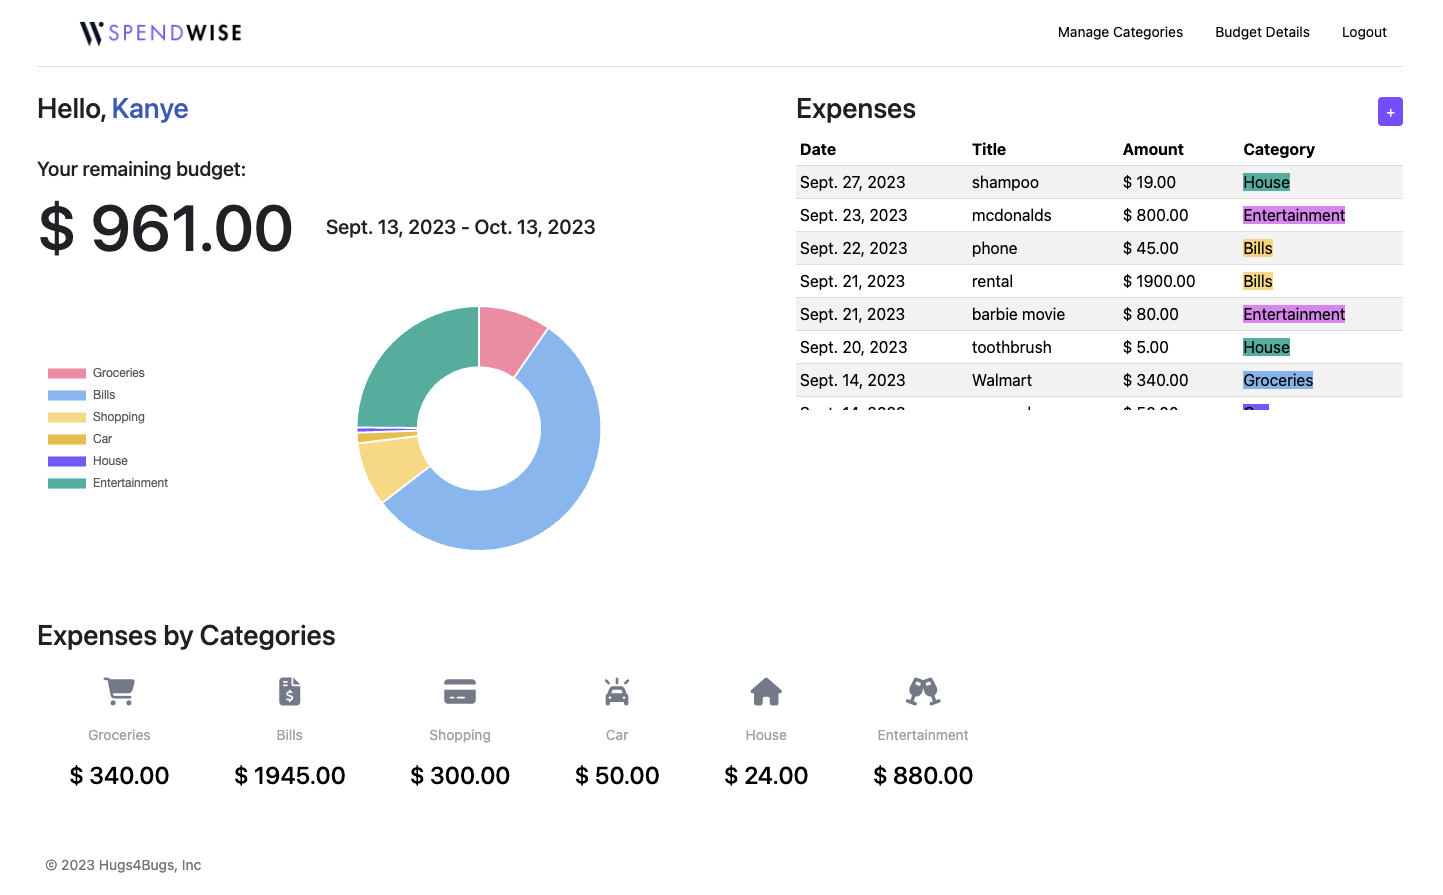 SPENDWISE
Manage Categories Budget Details Logout
Hello, Kanye
Your remaining budget:
$ 961.00 Sept. 13, 2023 - Oct. 13, 2023
Groceries
Bills
Shopping
Car
House
Entertainment
Expenses
+
Date Title Amount Category
Sept. 27, 2023 shampoo $ 19.00 House
Sept. 23, 2023 mcdonalds $ 800.00 Entertainment
Sept. 22, 2023 phone $ 45.00 Bills
Sept. 21, 2023 rental $ 1900.00 Bills
Sept. 21, 2023 barbie movie $ 80.00 Entertainment
Sept. 20, 2023 toothbrush $ 5.00 House
Sept. 14, 2023 Walmart $ 340.00 Groceries
Expenses by Categories
Groceries Bills Shopping Car House Entertainment
$ 340.00 $ 1945.00 $ 300.00 $ 50.00 $ 24.00 $ 880.00
© 2023 Hugs4Bugs, Inc